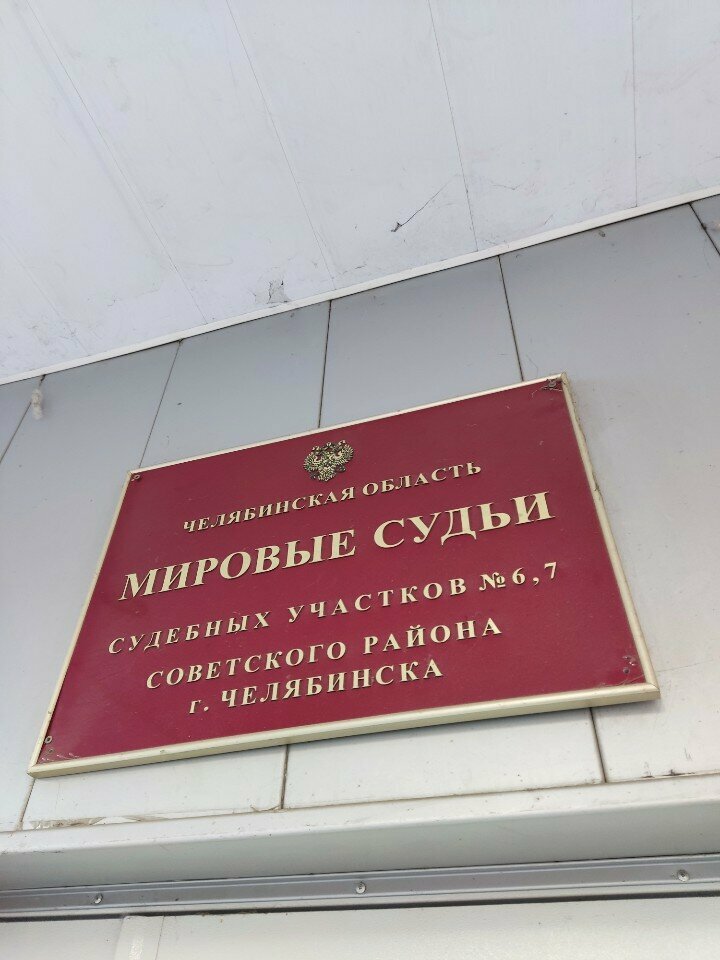 ЧЕЛЯБИНСКАЯ ОБЛАСТЬ
МИРОВЫЕ СУДЬИ
СУДЕБНЫХ УЧАСТКОВ №6,7
СОВЕТСКОГО РАЙОНА
г. ЧЕЛЯБИНСКА